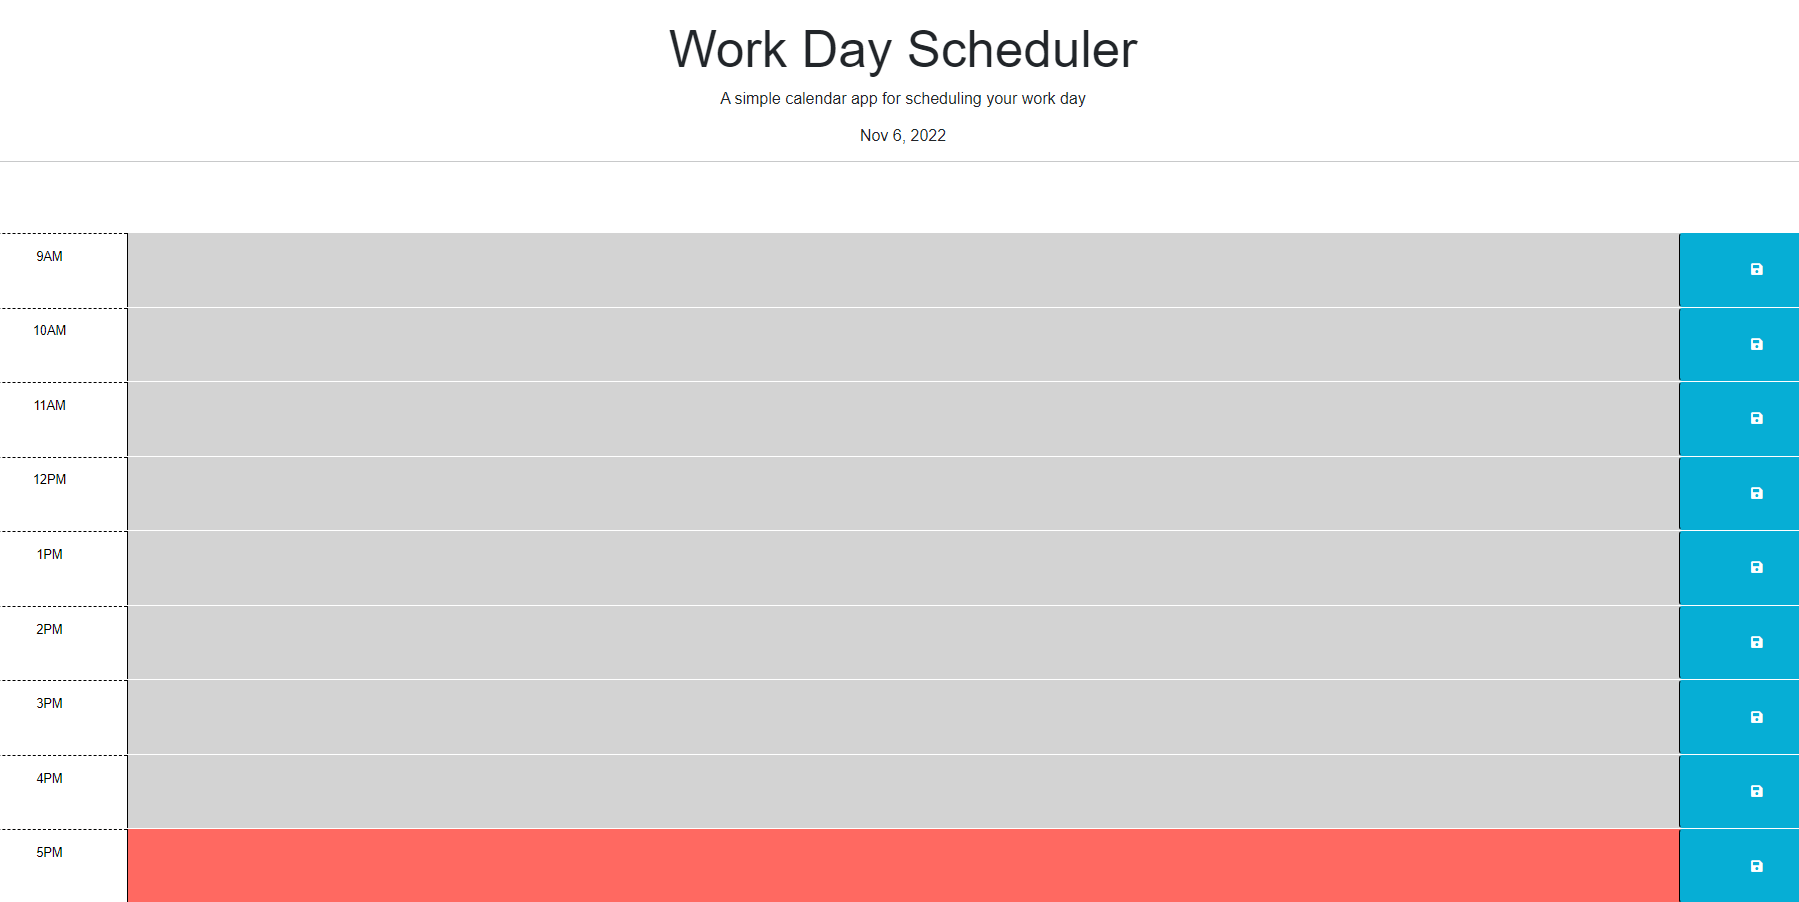 Work Day Scheduler
A simple calendar app for scheduling your work day
Nov 6, 2022
9AM
10AM
11AM
12PM
1PM
2PM
3PM
4PM
5PM